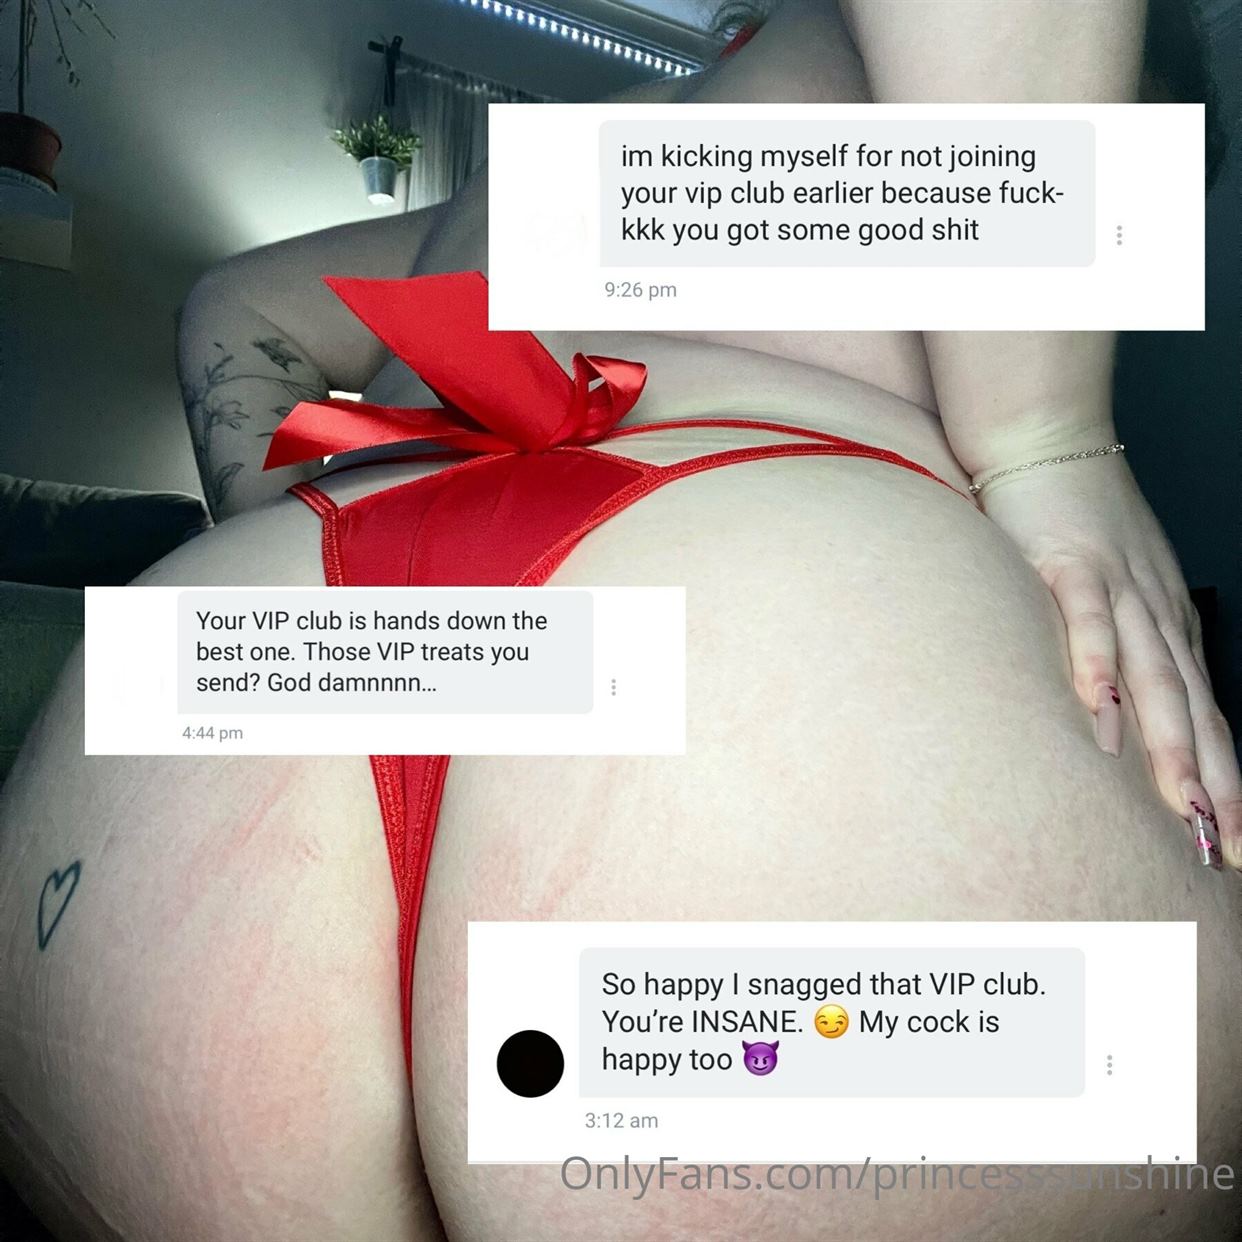 im kicking myself for not joining
your vip club earlier because fuck-
kkk you got some good shit
9:26 pm
Your VIP club is hands down the
best one. Those VIP treats you
send? God damnnnn...
4:44 pm
So happy I snagged that VIP club.
You’re INSANE. 😏 My cock is
happy too 😈
3:12 am
OnlyFans.com/princesssunshine